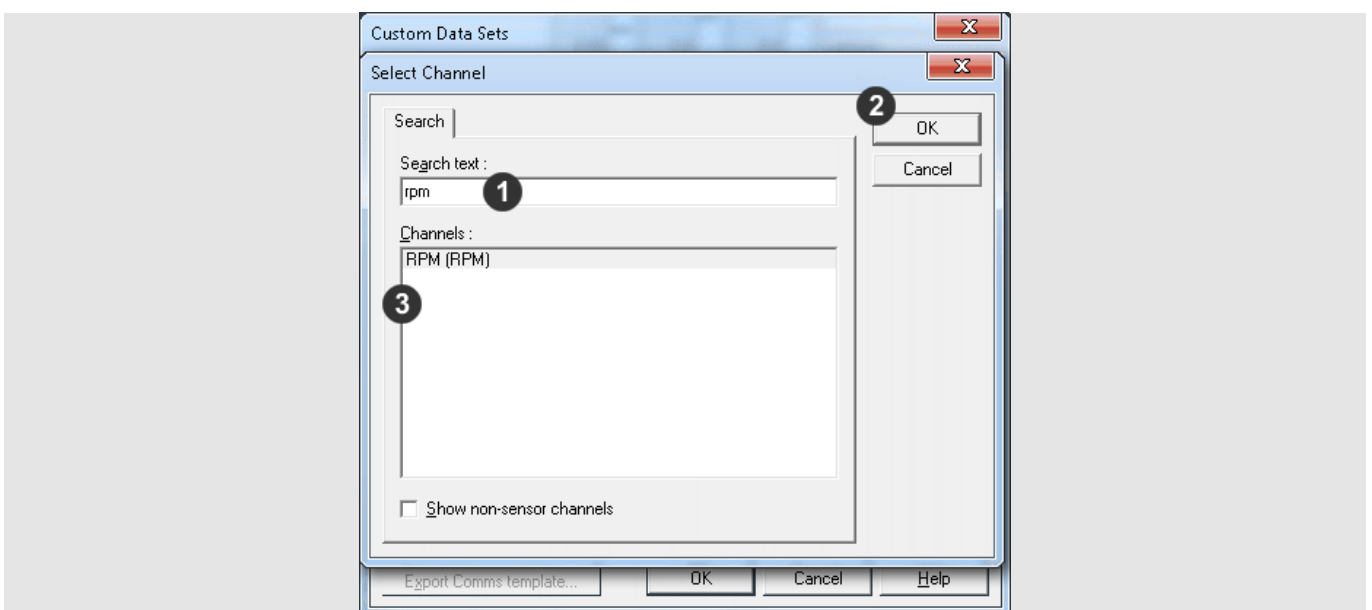 Custom Data Sets
Select Channel
2
Search
OK
Search text :
Cancel
rpm
1
Channels :
RPM (RPM)
3
Show non-sensor channels
Export Comms template...
OK
Cancel
Help